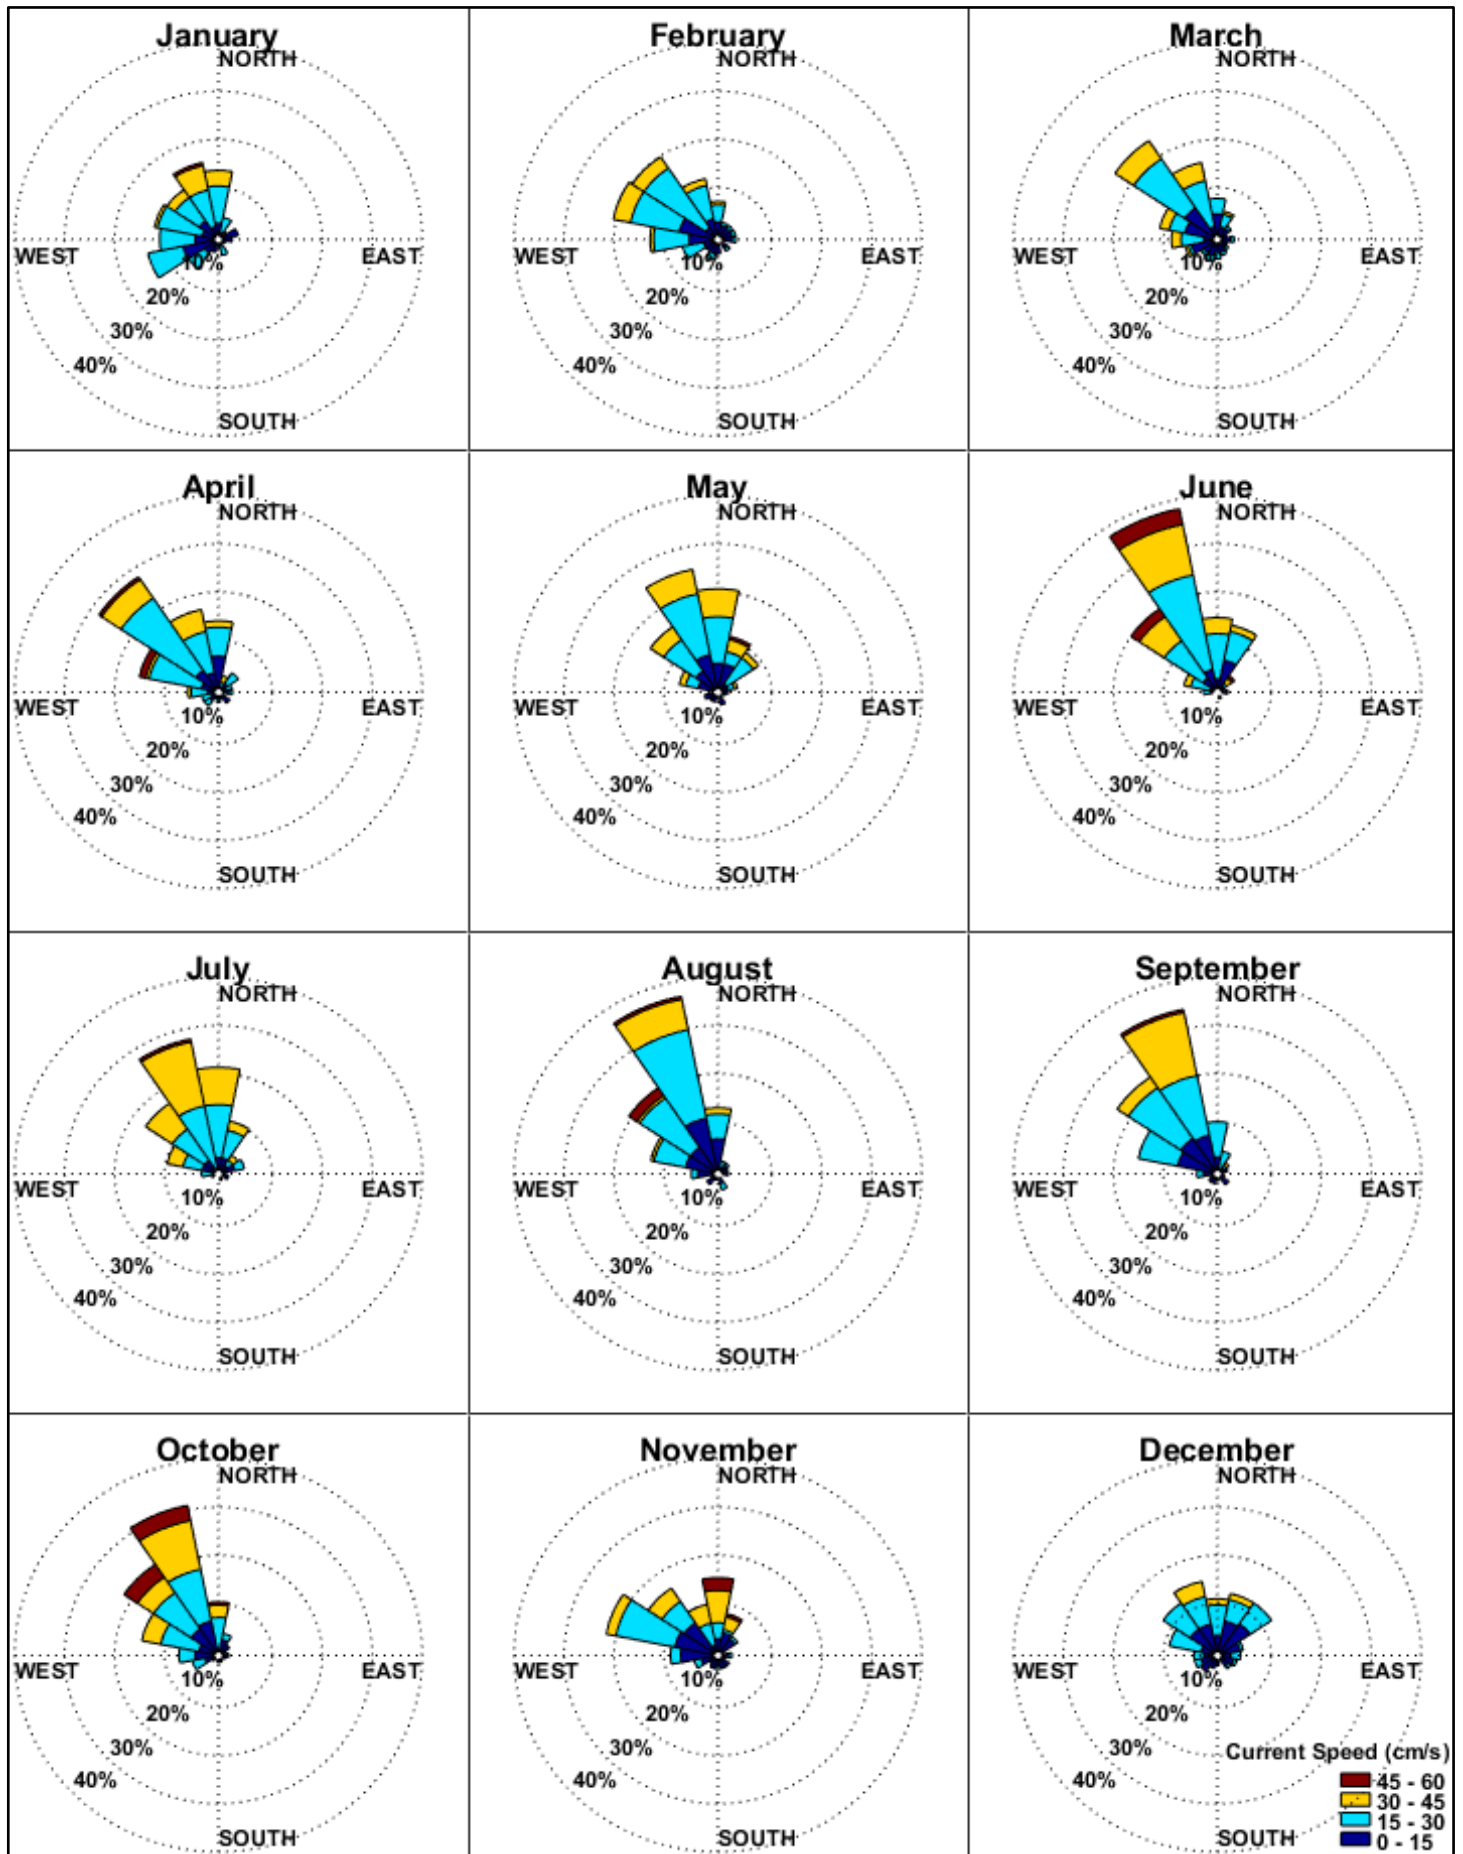 January
NORTH
WEST
EAST
10%
20%
30%
40%
SOUTH
February
NORTH
WEST
EAST
10%
20%
30%
40%
SOUTH
March
NORTH
WEST
EAST
10%
20%
30%
40%
SOUTH
April
NORTH
WEST
EAST
10%
20%
30%
40%
SOUTH
May
NORTH
WEST
EAST
10%
20%
30%
40%
SOUTH
June
NORTH
WEST
EAST
10%
20%
30%
40%
SOUTH
July
NORTH
WEST
EAST
10%
20%
30%
40%
SOUTH
August
NORTH
WEST
EAST
10%
20%
30%
40%
SOUTH
September
NORTH
WEST
EAST
10%
20%
30%
40%
SOUTH
October
NORTH
WEST
EAST
10%
20%
30%
40%
SOUTH
November
NORTH
WEST
EAST
10%
20%
30%
40%
SOUTH
December
NORTH
WEST
EAST
10%
20%
30%
40%
SOUTH
Current Speed (cm/s)
45 - 60
30 - 45
15 - 30
0 - 15